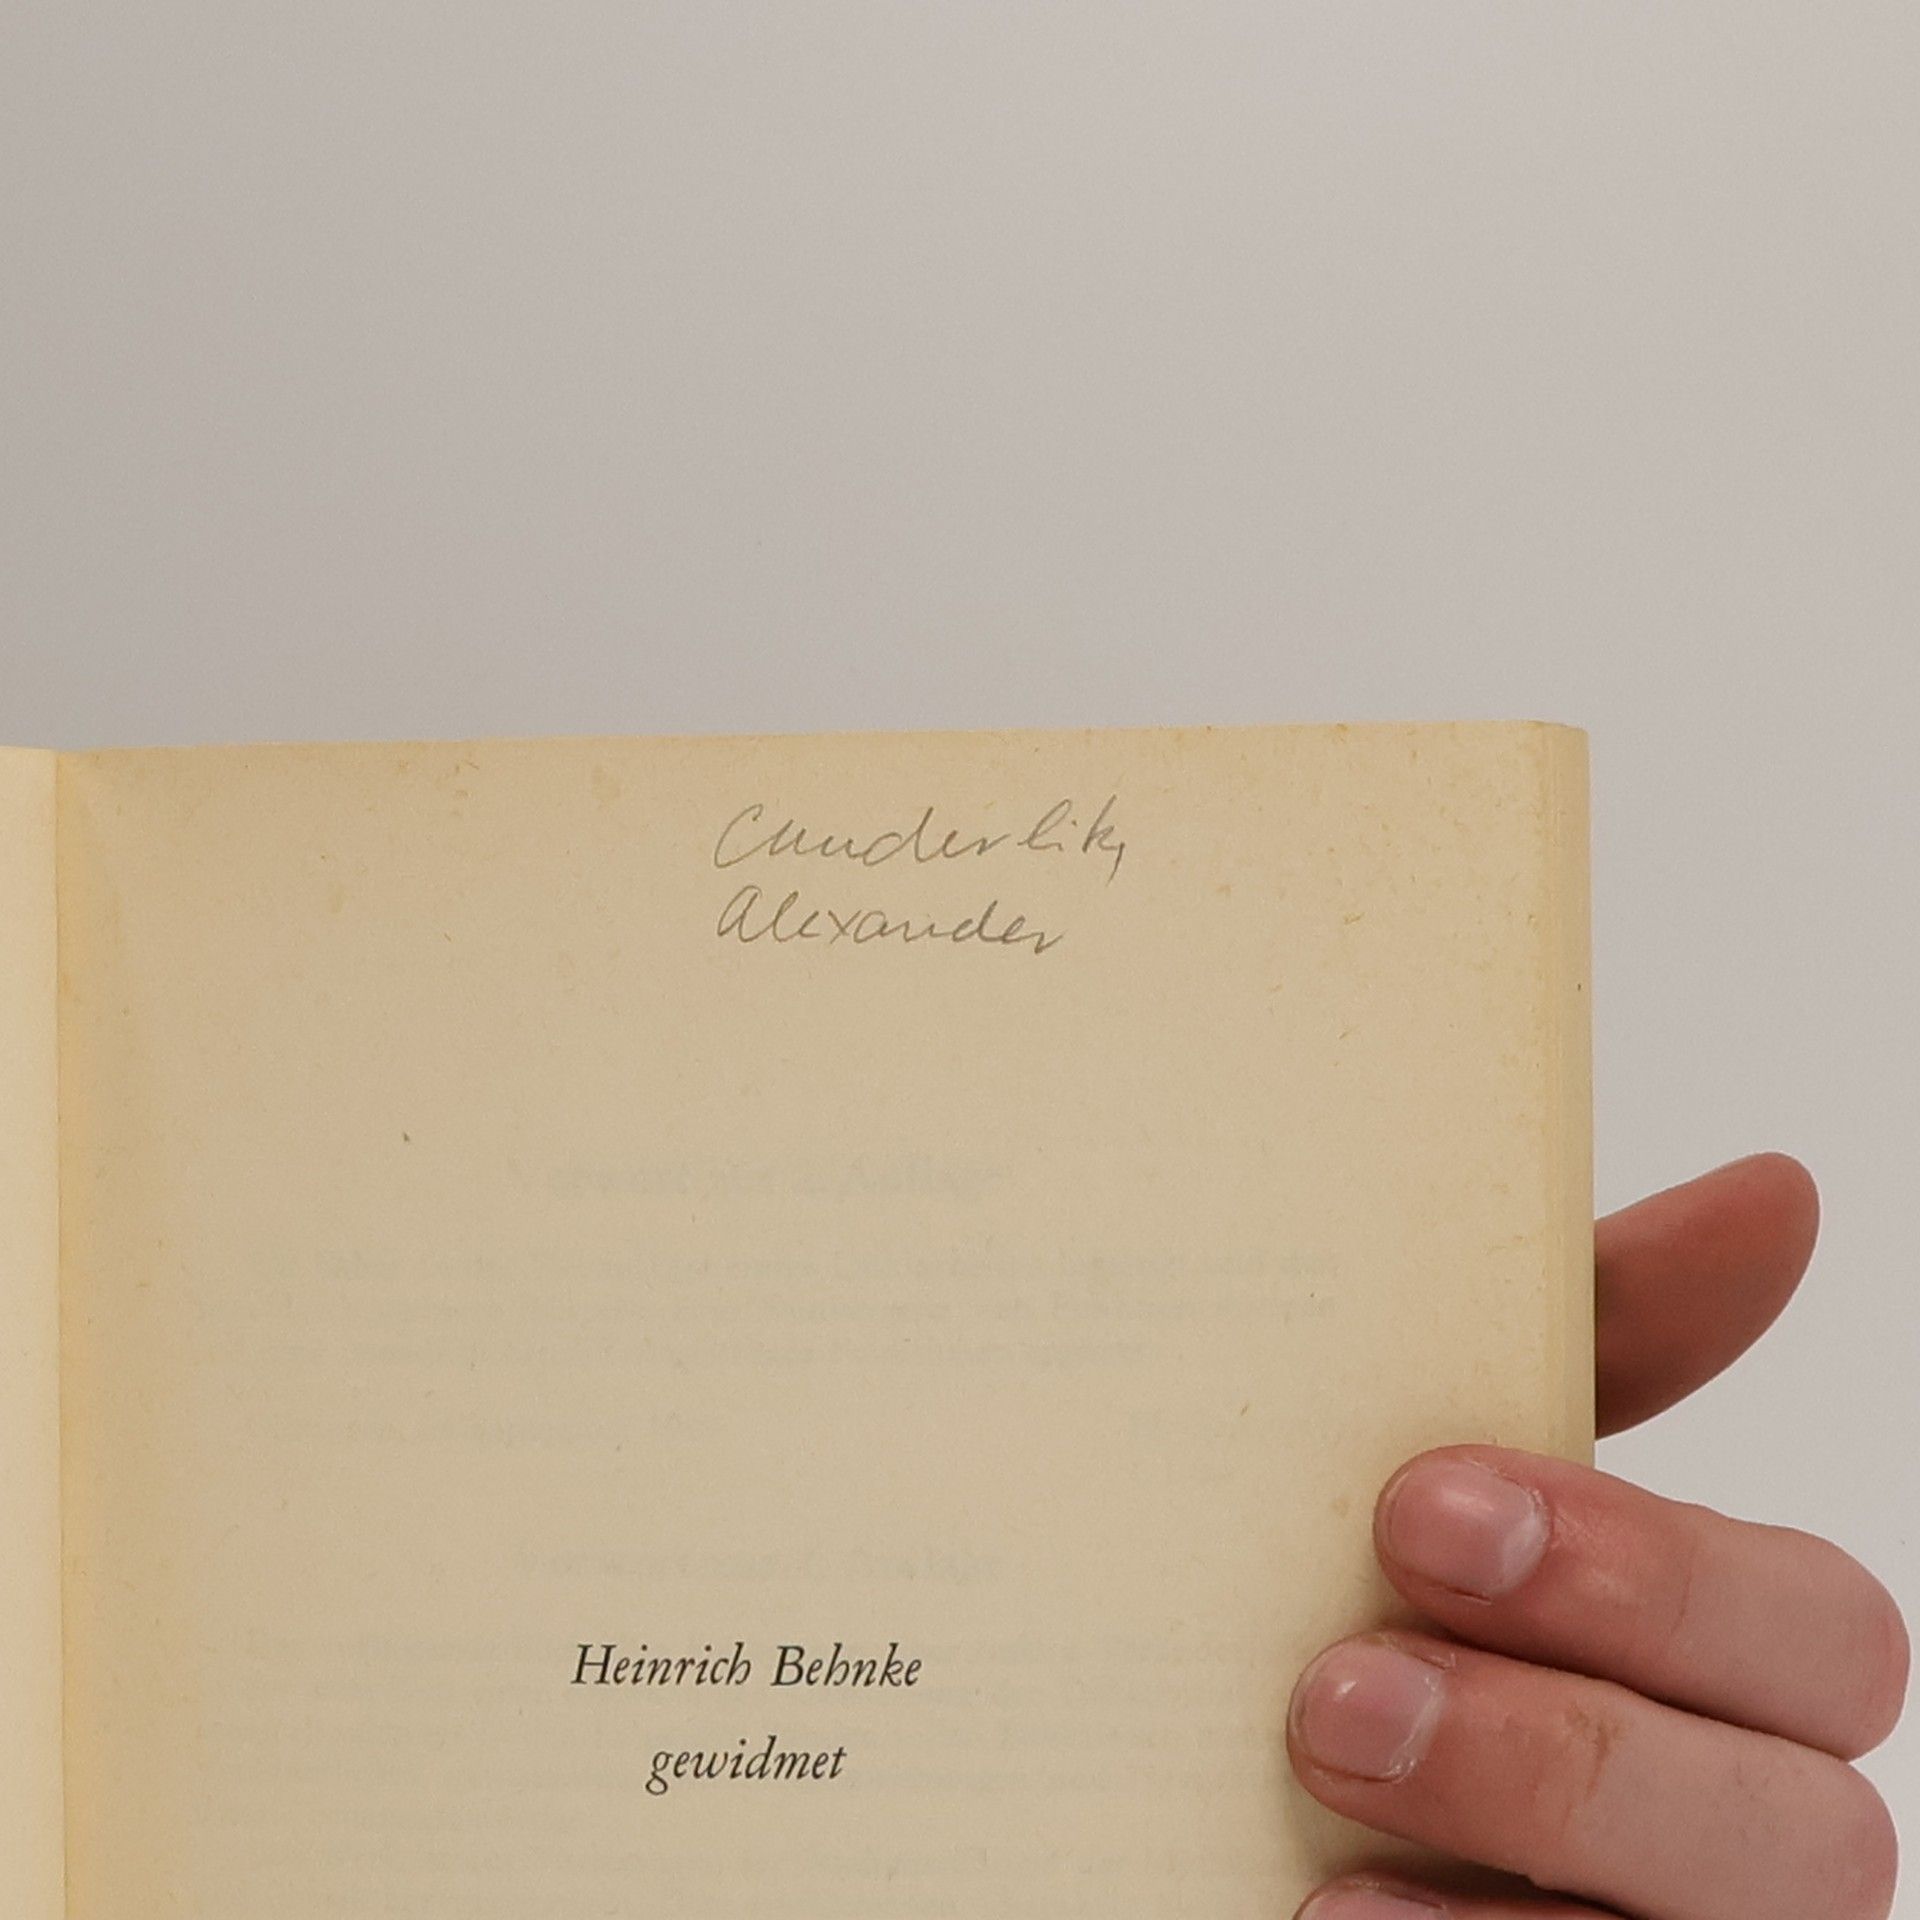 Cunderlik,
Alexander
Heinrich Behnke
gewidmet